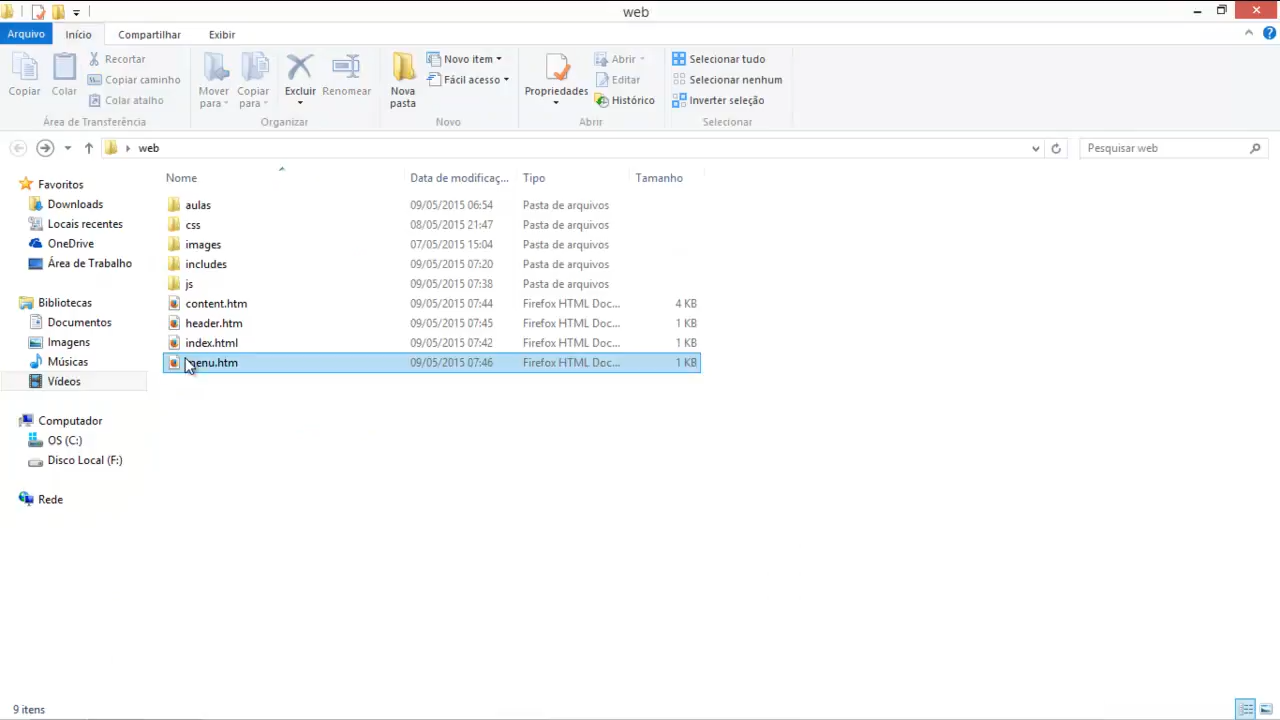 web
Arquivo Início Compartilhar Exibir
Copiar Colar Recortar Copiar caminho Colar atalho Área de Transferência
Mover para Copiar para Excluir Renomear Organizar
Nova pasta Novo item Fácil acesso Novo
Propriedades Abrir Editar Histórico Abrir
Selecionar tudo Selecionar nenhum Inverter seleção Selecionar
web Pesquisar web
Nome Data de modificaç... Tipo Tamanho
Favoritos
Downloads
Locais recentes
OneDrive
Área de Trabalho
Bibliotecas
Documentos
Imagens
Músicas
Vídeos
Computador
OS (C:)
Disco Local (F:)
Rede
aulas 09/05/2015 06:54 Pasta de arquivos
css 08/05/2015 21:47 Pasta de arquivos
images 07/05/2015 15:04 Pasta de arquivos
includes 09/05/2015 07:20 Pasta de arquivos
js 09/05/2015 07:38 Pasta de arquivos
content.htm 09/05/2015 07:44 Firefox HTML Doc... 4 KB
header.htm 09/05/2015 07:45 Firefox HTML Doc... 1 KB
index.html 09/05/2015 07:42 Firefox HTML Doc... 1 KB
menu.htm 09/05/2015 07:46 Firefox HTML Doc... 1 KB
9 itens